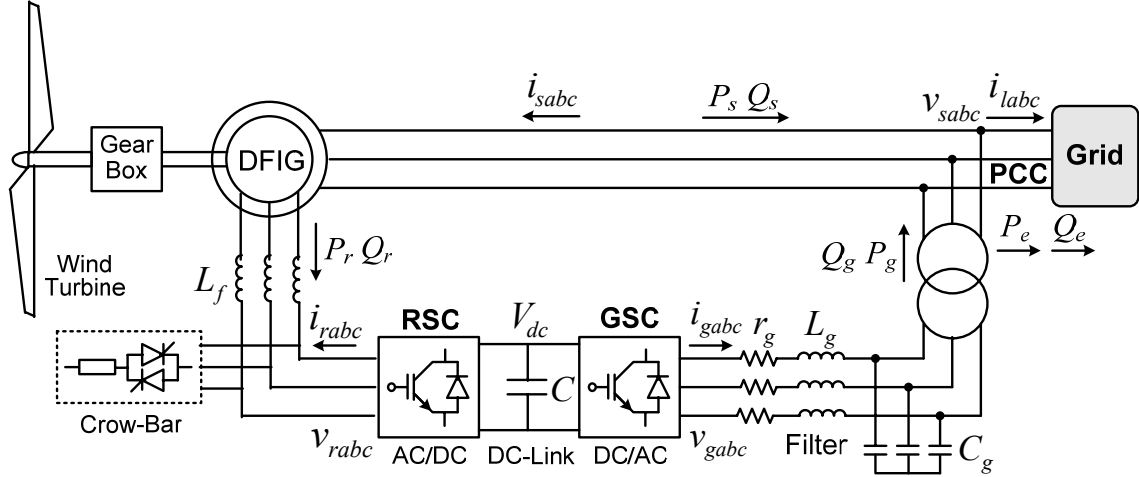 i_sabc
P_s Q_s
v_sabc
i_labc
Gear
Box
DFIG
Grid
PCC
P_r Q_r
Q_g P_g
P_e
Q_e
Wind
Turbine
L_f
i_rabc
RSC
V_dc
GSC
i_gabc
r_g
L_g
C
Crow-Bar
v_rabc
AC/DC
DC-Link
DC/AC
v_gabc
Filter
C_g